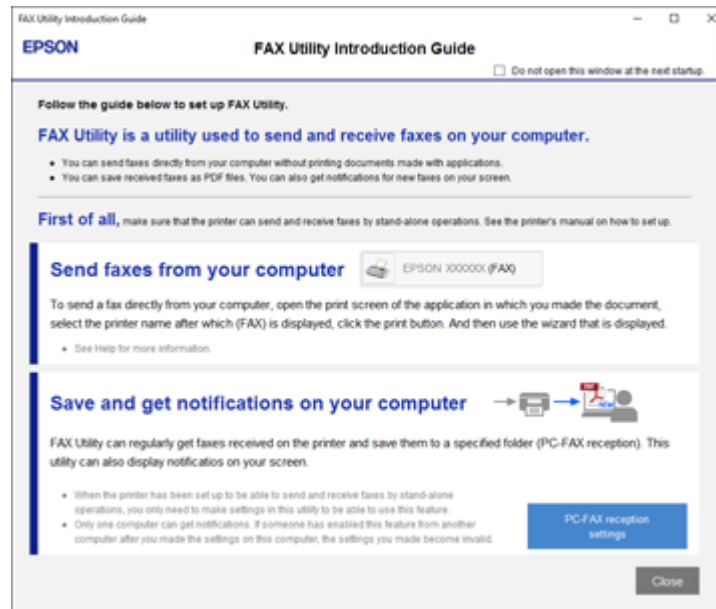 FAX Utility Introduction Guide
EPSON
FAX Utility Introduction Guide
Do not open this window at the next startup.
Follow the guide below to set up FAX Utility.
FAX Utility is a utility used to send and receive faxes on your computer.
• You can send faxes directly from your computer without printing documents made with applications.
• You can save received faxes as PDF files. You can also get notifications for new faxes on your screen.
First of all, make sure that the printer can send and receive faxes by stand-alone operations. See the printer's manual on how to set up.
Send faxes from your computer
EPSON XXXXXX (FAX)
To send a fax directly from your computer, open the print screen of the application in which you made the document,
select the printer name after which (FAX) is displayed, click the print button. And then use the wizard that is displayed.
• See Help for more information.
Save and get notifications on your computer
PDF
NEW
FAX Utility can regularly get faxes received on the printer and save them to a specified folder (PC-FAX reception). This
utility can also display notificatios on your screen.
• When the printer has been set up to be able to send and receive faxes by stand-alone
operations, you only need to make settings in this utility to be able to use this feature.
• Only one computer can get notifications. If someone has enabled this feature from another
computer after you made the settings on this computer, the settings you made become invalid.
PC-FAX reception
settings
Close